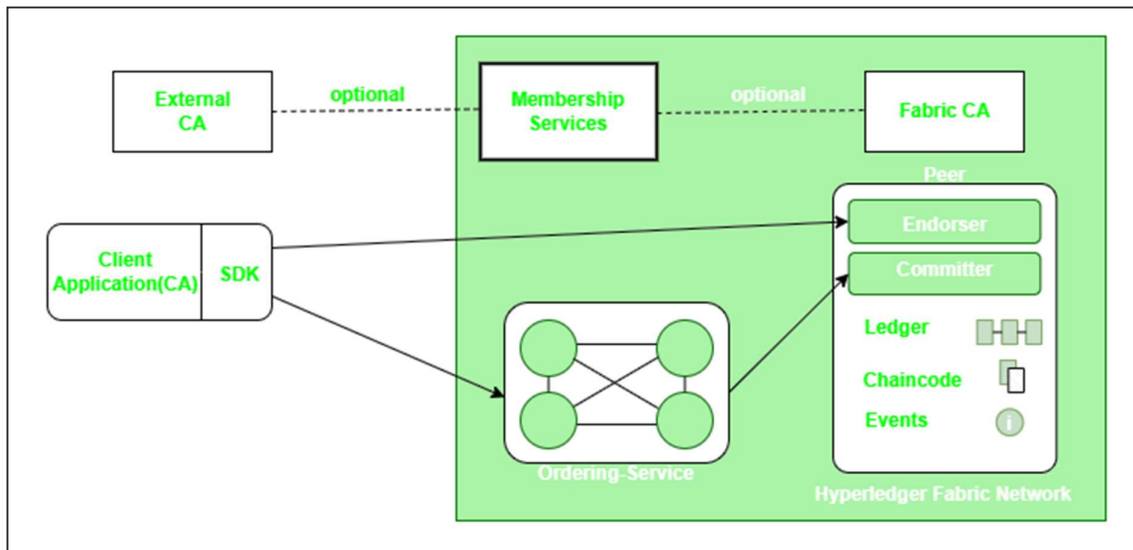 External
CA
optional
Membership
Services
optional
Fabric CA
Peer
Client
Application(CA)
SDK
Endorser
Committer
Ledger
Chaincode
Events
i
Ordering-Service
Hyperledger Fabric Network